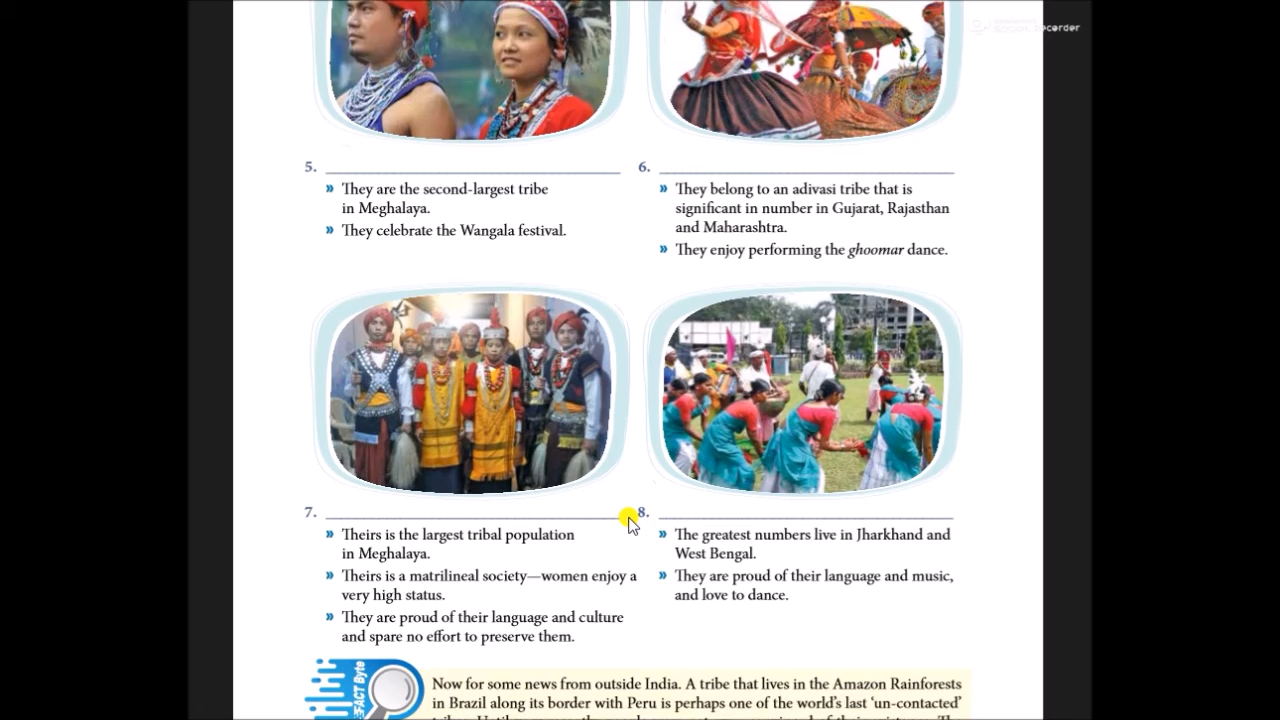 5. ____________________
» They are the second-largest tribe
in Meghalaya.
» They celebrate the Wangala festival.
6. ____________________
» They belong to an adivasi tribe that is
significant in number in Gujarat, Rajasthan
and Maharashtra.
» They enjoy performing the ghoomar dance.
7. ____________________
» Theirs is the largest tribal population
in Meghalaya.
» Theirs is a matrilineal society—women enjoy a
very high status.
» They are proud of their language and culture
and spare no effort to preserve them.
8. ____________________
» The greatest numbers live in Jharkhand and
West Bengal.
» They are proud of their language and music,
and love to dance.
FACT Byte
Now for some news from outside India. A tribe that lives in the Amazon Rainforests
in Brazil along its border with Peru is perhaps one of the world's last 'un-contacted'